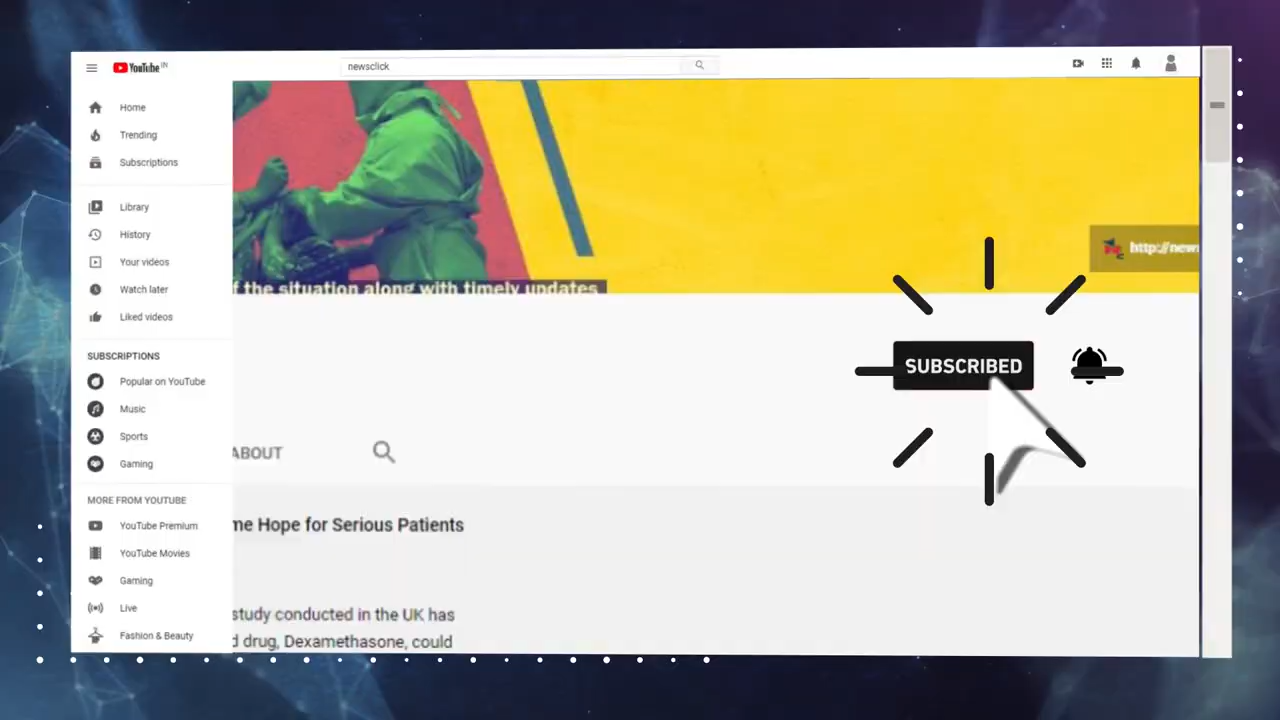 YouTube IN
newsclick
Home
Trending
Subscriptions
Library
History
Your videos
Watch later
Liked videos
SUBSCRIPTIONS
Popular on YouTube
Music
Sports
Gaming
MORE FROM YOUTUBE
YouTube Premium
YouTube Movies
Gaming
Live
Fashion & Beauty
f the situation along with timely updates
http://news
SUBSCRIBED
ABOUT
me Hope for Serious Patients
study conducted in the UK has
d drug, Dexamethasone, could